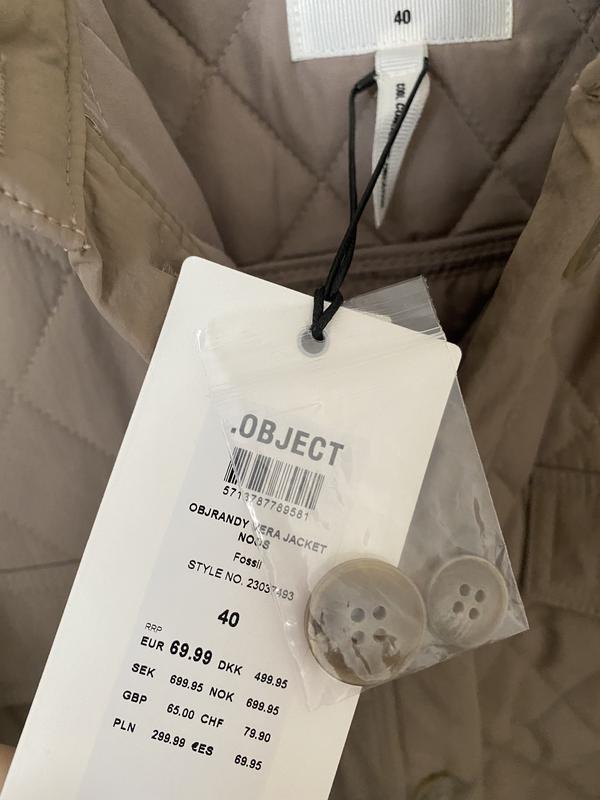 40
.OBJECT
5713787789581
OBJRANDY VERA JACKET
NOOS
Fossil
STYLE NO. 23037493
40
RRP
EUR 69.99 DKK 499.95
SEK 699.95 NOK 699.95
GBP 65.00 CHF 79.90
PLN 299.99 €ES 69.95